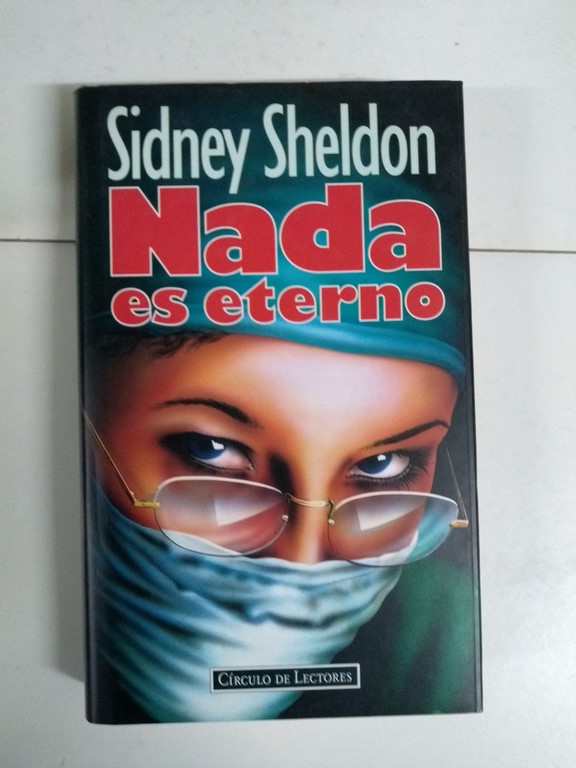 Sidney Sheldon
Nada
es eterno
CÍRCULO DE LECTORES